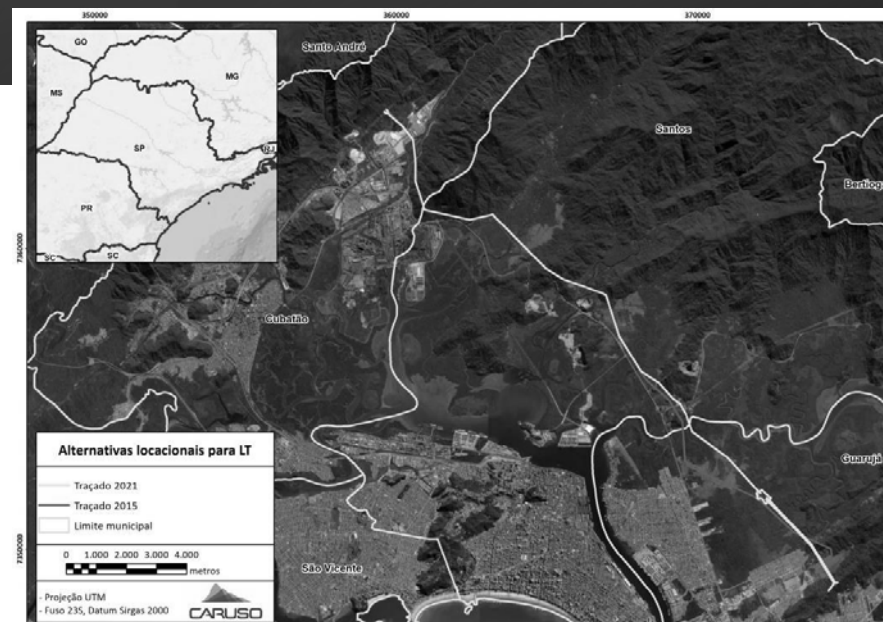 350000
360000
370000
7360000
7350000
GO
MS
MG
SP
RJ
PR
SC
SC
Santo André
Santos
Bertiog
Cubatão
Guarujá
São Vicente
Alternativas locacionais para LT
Traçado 2021
Traçado 2015
Limite municipal
0 1.000 2.000 3.000 4.000
metros
- Projeção UTM
- Fuso 23S, Datum Sirgas 2000
CARUSO